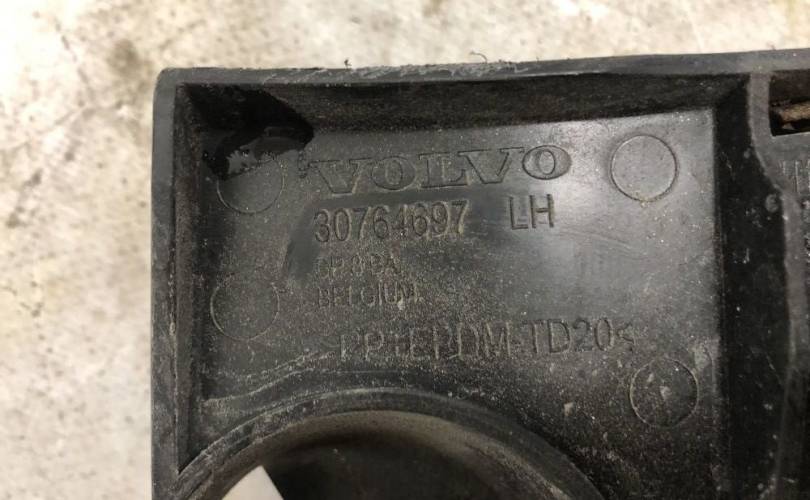 VOLVO
30764697 LH
BELGIUM
PP+EPDM-TD20<